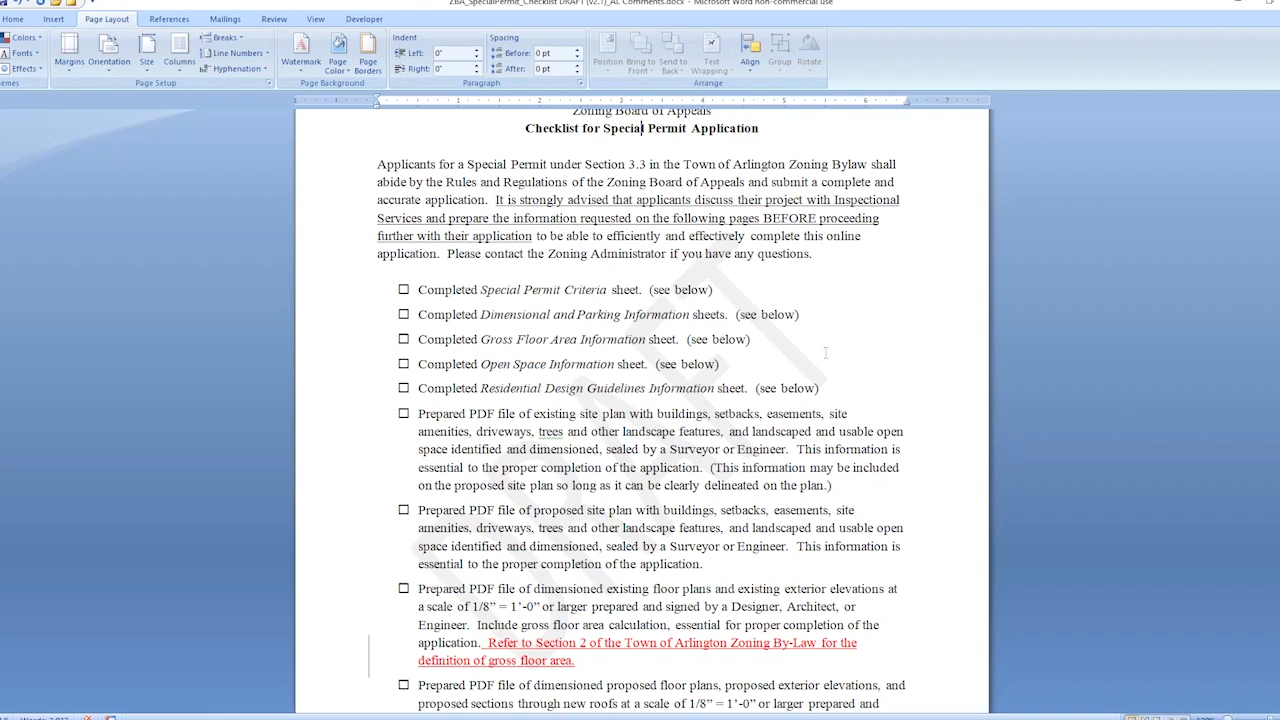 ZBA_SpecialPermit_Checklist DRAFT (v2.1)_AL Comments.docx - Microsoft Word non-commercial use
Home Insert Page Layout References Mailings Review View Developer
Colors Breaks Indent Spacing
Fonts Line Numbers Left: 0" Before: 0 pt
Effects Margins Orientation Size Columns Hyphenation Watermark Page Color Page Borders Right: 0" After: 0 pt Position Bring to Front Send to Back Text Wrapping Align Group Rotate
Page Setup Page Background Paragraph Arrange
Zoning Board of Appeals
Checklist for Special Permit Application
Applicants for a Special Permit under Section 3.3 in the Town of Arlington Zoning Bylaw shall
abide by the Rules and Regulations of the Zoning Board of Appeals and submit a complete and
accurate application. It is strongly advised that applicants discuss their project with Inspectional
Services and prepare the information requested on the following pages BEFORE proceeding
further with their application to be able to efficiently and effectively complete this online
application. Please contact the Zoning Administrator if you have any questions.
☐ Completed Special Permit Criteria sheet. (see below)
☐ Completed Dimensional and Parking Information sheets. (see below)
☐ Completed Gross Floor Area Information sheet. (see below)
☐ Completed Open Space Information sheet. (see below)
☐ Completed Residential Design Guidelines Information sheet. (see below)
☐ Prepared PDF file of existing site plan with buildings, setbacks, easements, site
amenities, driveways, trees and other landscape features, and landscaped and usable open
space identified and dimensioned, sealed by a Surveyor or Engineer. This information is
essential to the proper completion of the application. (This information may be included
on the proposed site plan so long as it can be clearly delineated on the plan.)
☐ Prepared PDF file of proposed site plan with buildings, setbacks, easements, site
amenities, driveways, trees and other landscape features, and landscaped and usable open
space identified and dimensioned, sealed by a Surveyor or Engineer. This information is
essential to the proper completion of the application.
☐ Prepared PDF file of dimensioned existing floor plans and existing exterior elevations at
a scale of 1/8” = 1’-0” or larger prepared and signed by a Designer, Architect, or
Engineer. Include gross floor area calculation, essential for proper completion of the
application. Refer to Section 2 of the Town of Arlington Zoning By-Law for the
definition of gross floor area.
☐ Prepared PDF file of dimensioned proposed floor plans, proposed exterior elevations, and
proposed sections through new roofs at a scale of 1/8” = 1’-0” or larger prepared and
DRAFT